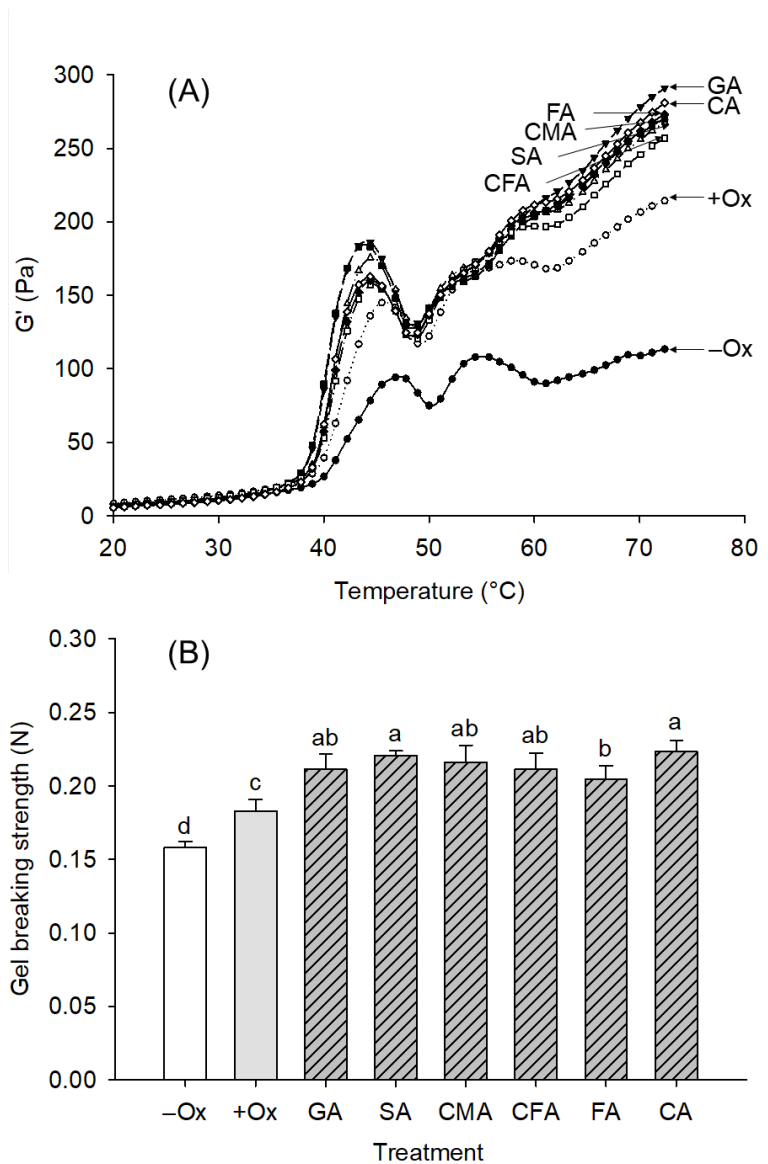 (A)
300
250
200
150
100
50
0
G' (Pa)
GA
CA
FA
CMA
SA
CFA
+Ox
–Ox
20 30 40 50 60 70 80
Temperature (°C)
(B)
0.30
0.25
0.20
0.15
0.10
0.05
0.00
Gel breaking strength (N)
d c ab a ab ab b a
–Ox +Ox GA SA CMA CFA FA CA
Treatment